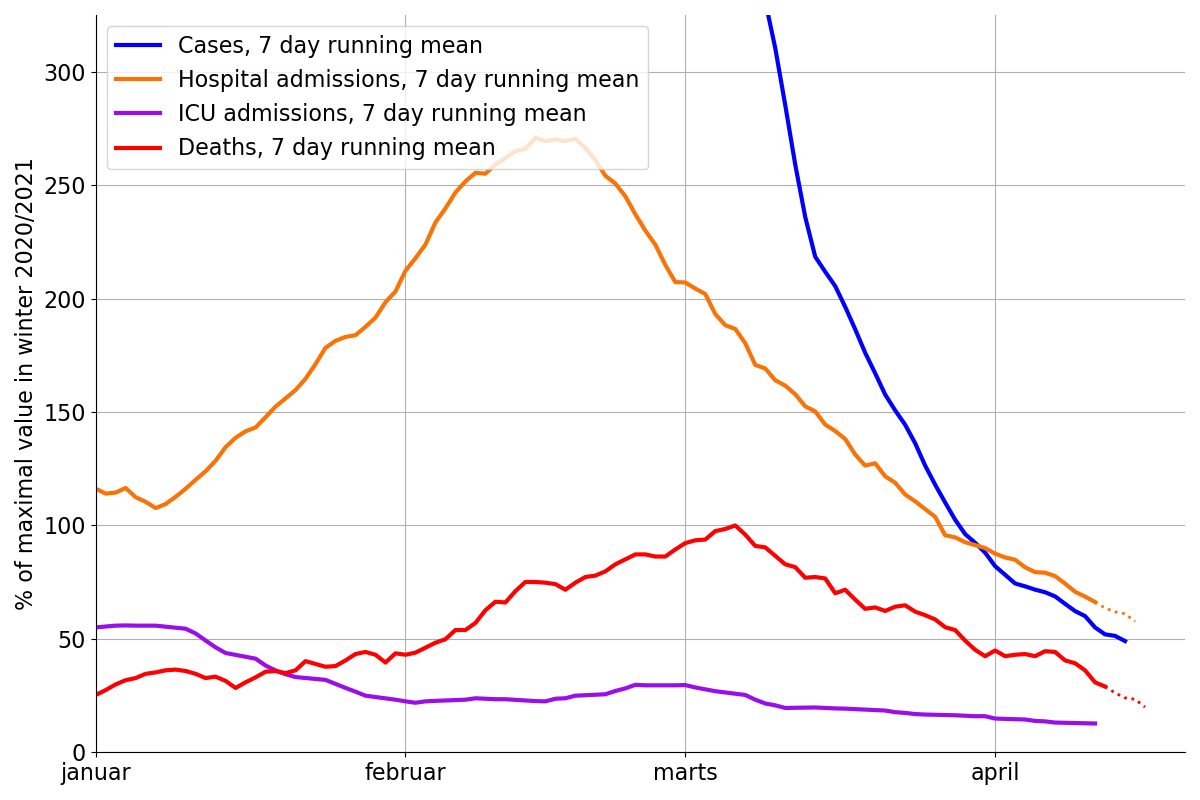 Cases, 7 day running mean
Hospital admissions, 7 day running mean
ICU admissions, 7 day running mean
Deaths, 7 day running mean
% of maximal value in winter 2020/2021
300
250
200
150
100
50
0
januar februar marts april